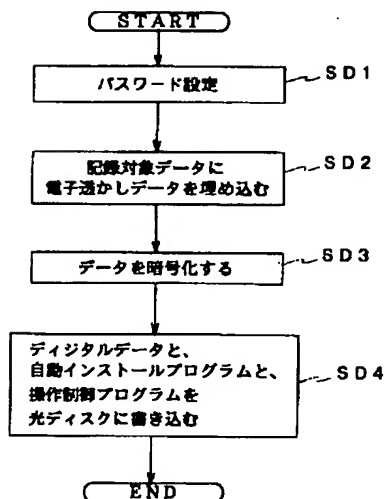 START
パスワード設定
SD1
記録対象データに
電子透かしデータを埋め込む
SD2
データを暗号化する
SD3
ディジタルデータと、
自動インストールプログラムと、
操作制御プログラムを
光ディスクに書き込む
SD4
END